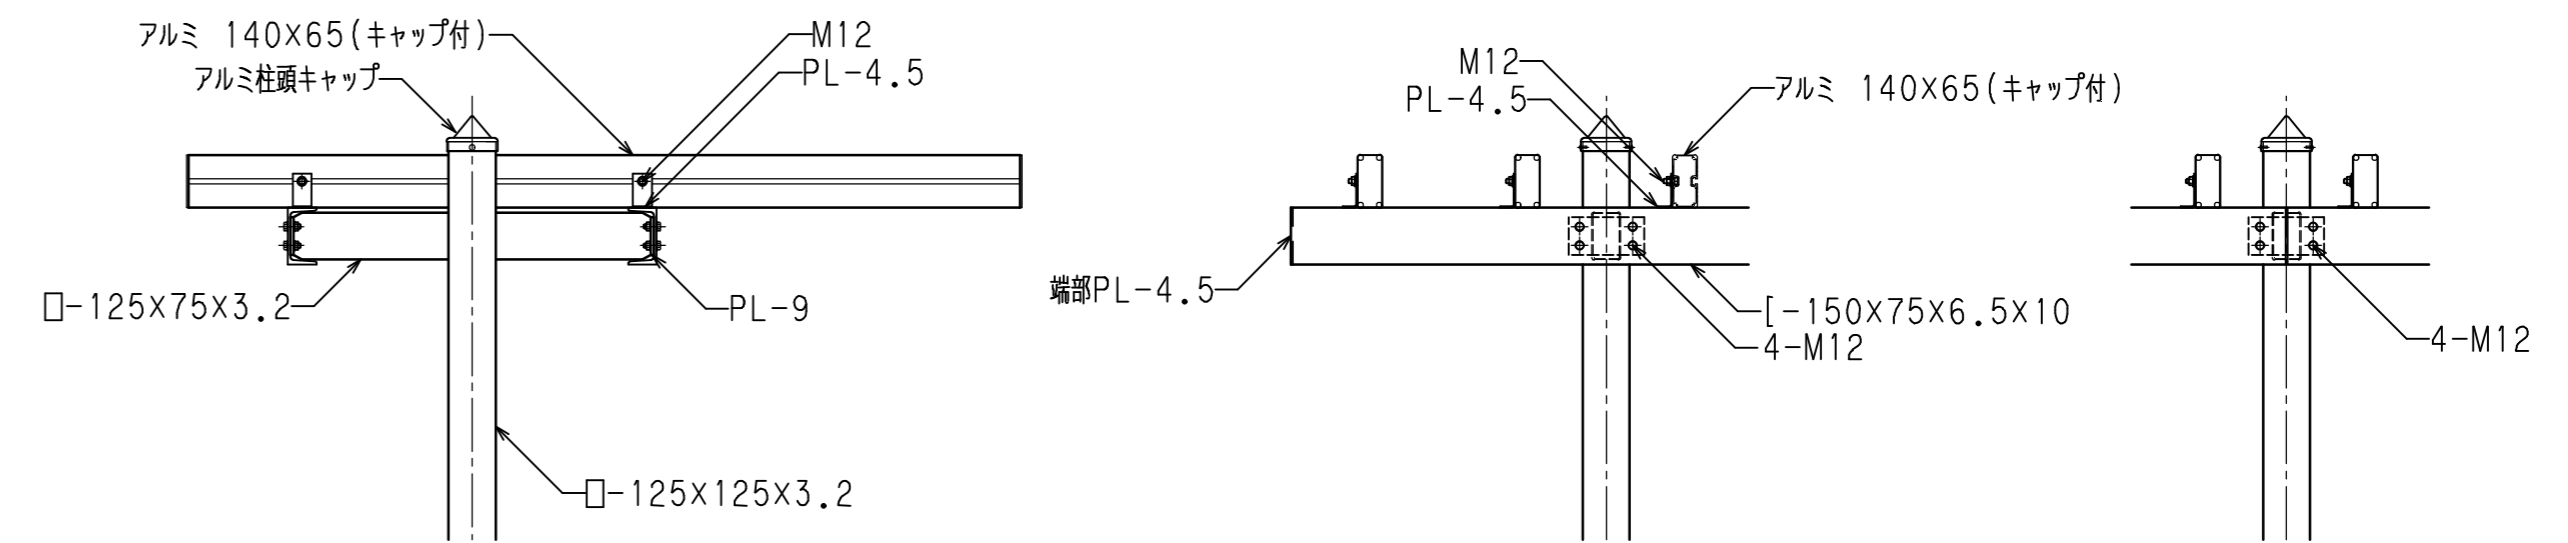 アルミ 140X65(キャップ付)
アルミ柱頭キャップ
M12
PL-4.5
□-125X75X3.2
PL-9
□-125X125X3.2
M12
PL-4.5
アルミ 140X65(キャップ付)
端部PL-4.5
[-150X75X6.5X10
4-M12
4-M12